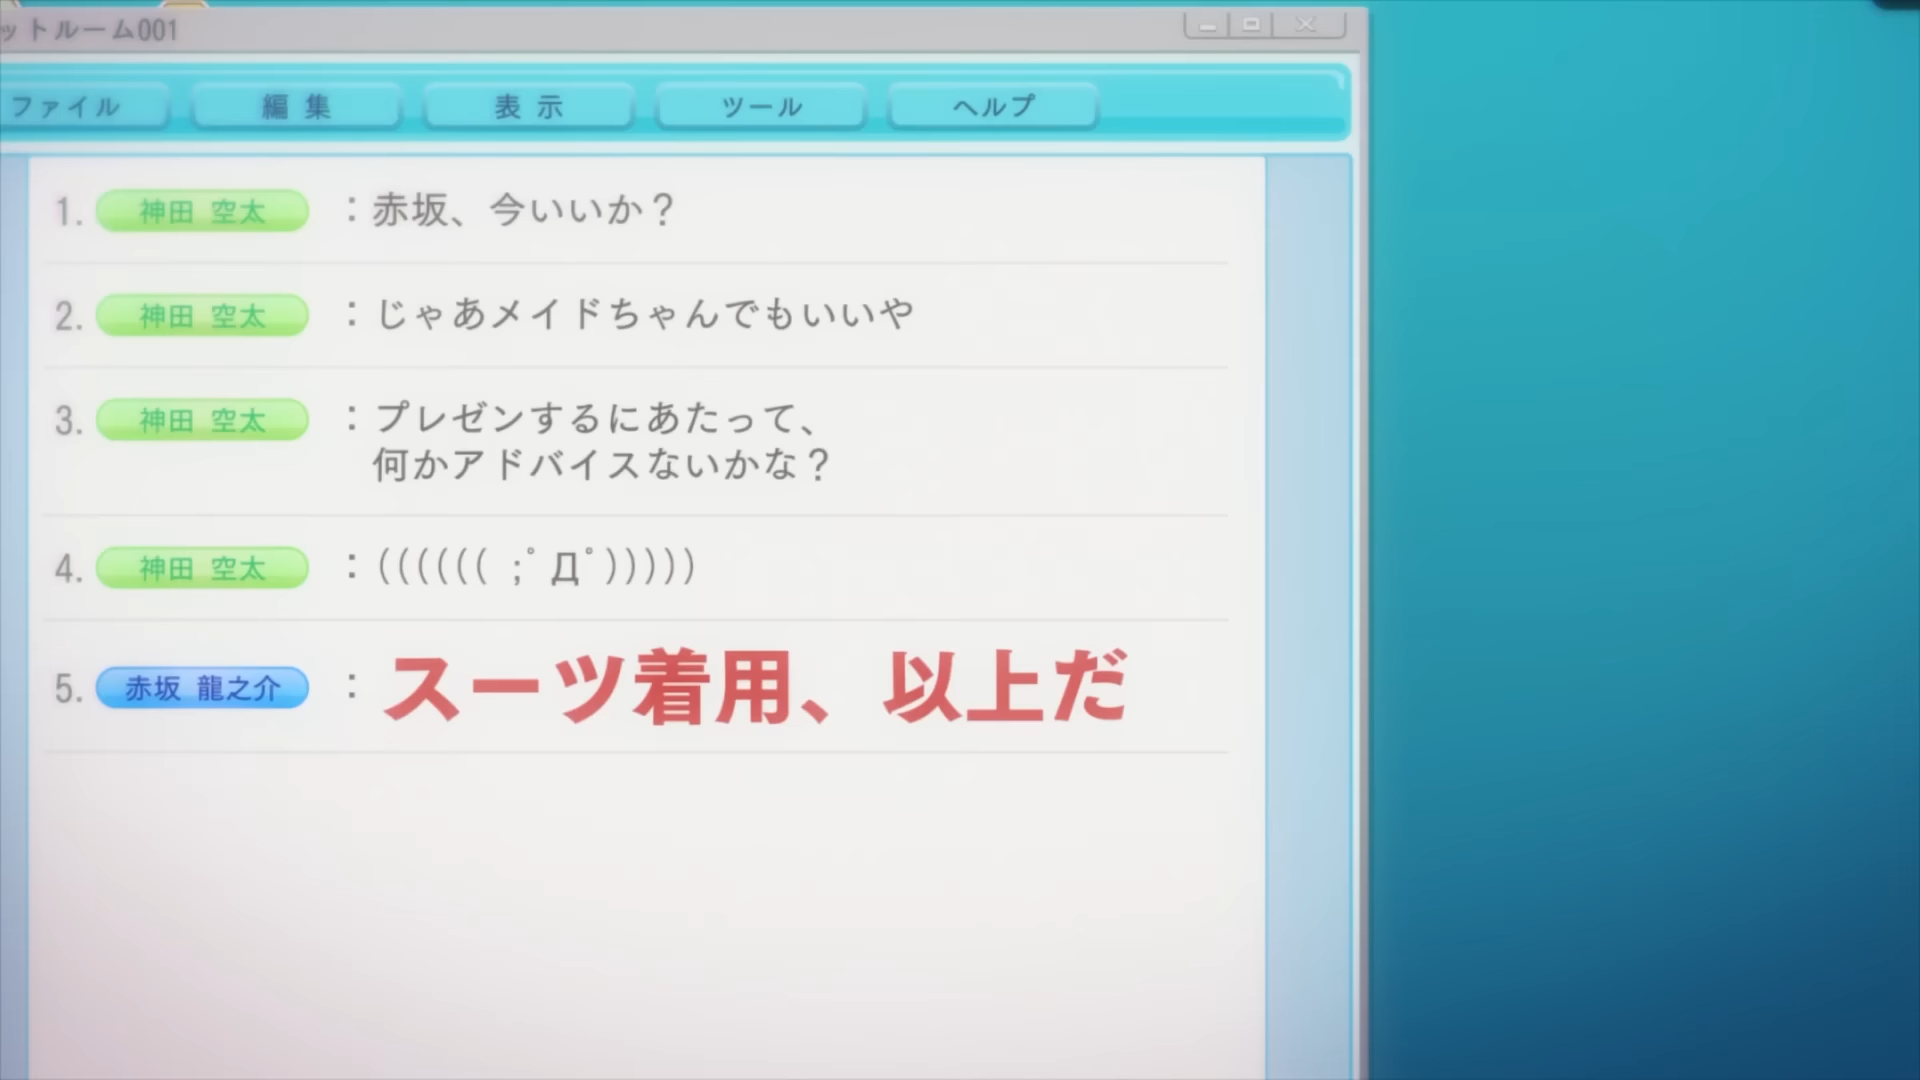 ットルーム001
ファイル 編集 表示 ツール ヘルプ
1. 神田 空太 ：赤坂、今いいか？
2. 神田 空太 ：じゃあメイドちゃんでもいいや
3. 神田 空太 ：プレゼンするにあたって、
何かアドバイスないかな？
4. 神田 空太 ：(((((( ;ﾟДﾟ)))))
5. 赤坂 龍之介 ：スーツ着用、以上だ